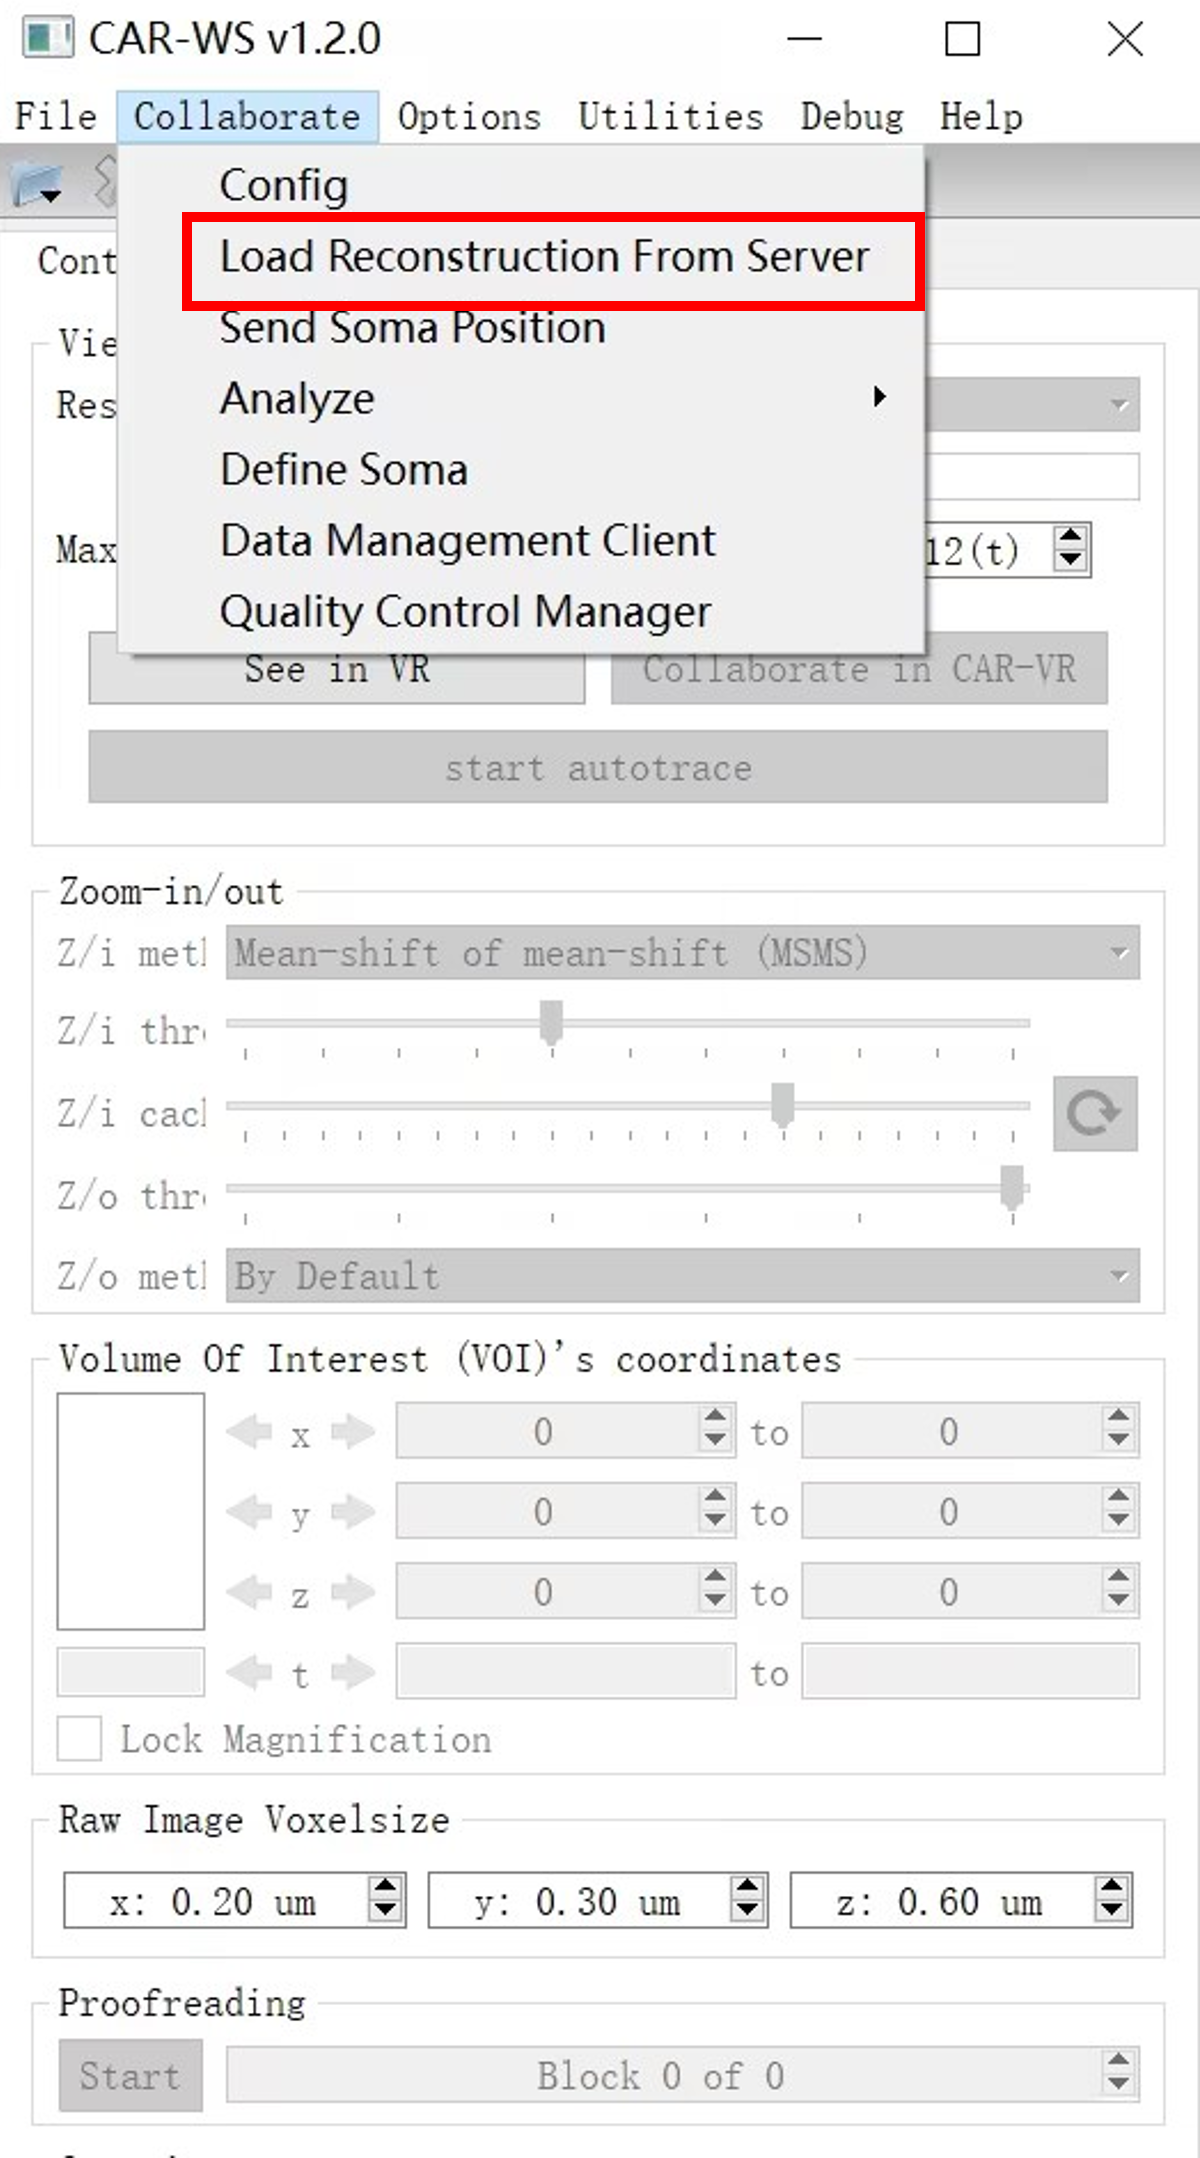 CAR-WS v1.2.0
File Collaborate Options Utilities Debug Help
Config
Load Reconstruction From Server
Cont
Send Soma Position
Vie
Analyze
Res
Define Soma
Data Management Client
Max
12(t)
Quality Control Manager
See in VR
Collaborate in CAR-VR
start autotrace
Zoom-in/out
Z/i met
Mean-shift of mean-shift (MSMS)
Z/i thr
Z/i cac
Z/o thr
Z/o met
By Default
Volume Of Interest (VOI)'s coordinates
x 0 to 0
y 0 to 0
z 0 to 0
t to
Lock Magnification
Raw Image Voxelsize
x: 0.20 um
y: 0.30 um
z: 0.60 um
Proofreading
Start
Block 0 of 0